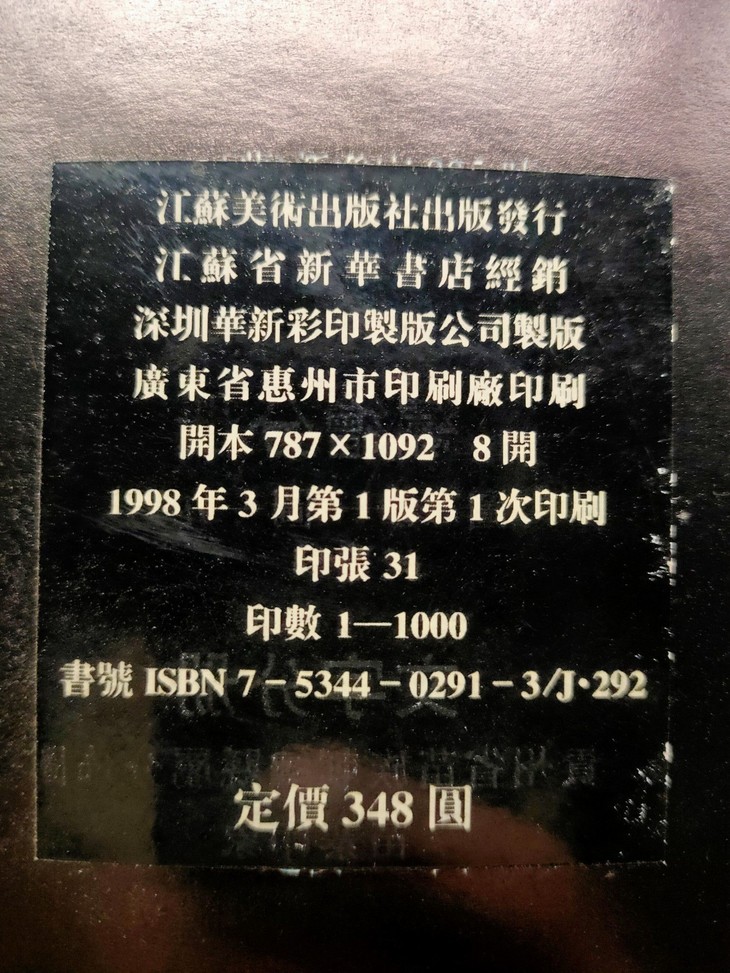 江蘇美術出版社出版發行
江蘇省新華書店經銷
深圳華新彩印製版公司製版
廣東省惠州市印刷廠印刷
開本 787×1092 8開
1998年3月第1版第1次印刷
印張 31
印數 1—1000
書號 ISBN 7－5344－0291－3/J·292
定價 348 圓